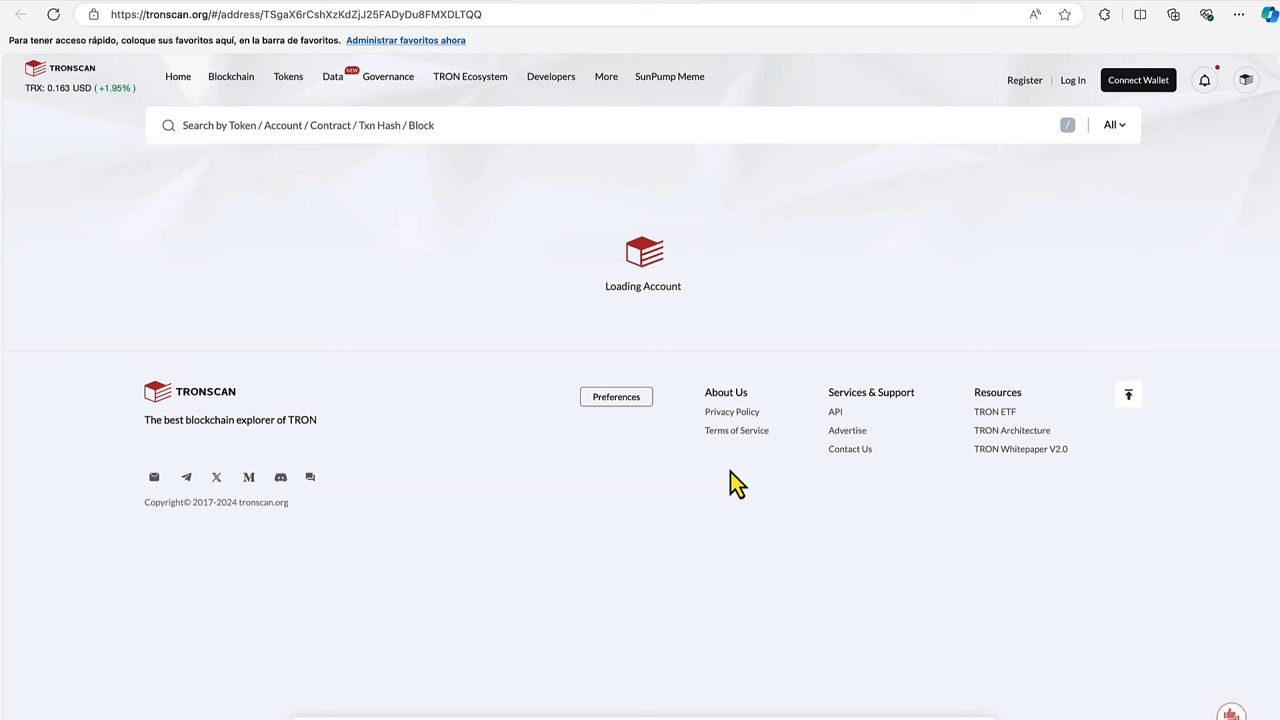 https://tronscan.org/#/address/TSgaX6rCshXzKdZjJ25FADyDu8FMXDLTQQ
Para tener acceso rápido, coloque sus favoritos aquí, en la barra de favoritos. Administrar favoritos ahora
TRONSCAN
TRX: 0.163 USD (+1.95%)
Home Blockchain Tokens Data NEW Governance TRON Ecosystem Developers More SunPump Meme
Register | Log In Connect Wallet
Search by Token / Account / Contract / Txn Hash / Block / All
Loading Account
TRONSCAN
The best blockchain explorer of TRON
Copyright© 2017-2024 tronscan.org
Preferences
About Us
Privacy Policy
Terms of Service
Services & Support
API
Advertise
Contact Us
Resources
TRON ETF
TRON Architecture
TRON Whitepaper V2.0